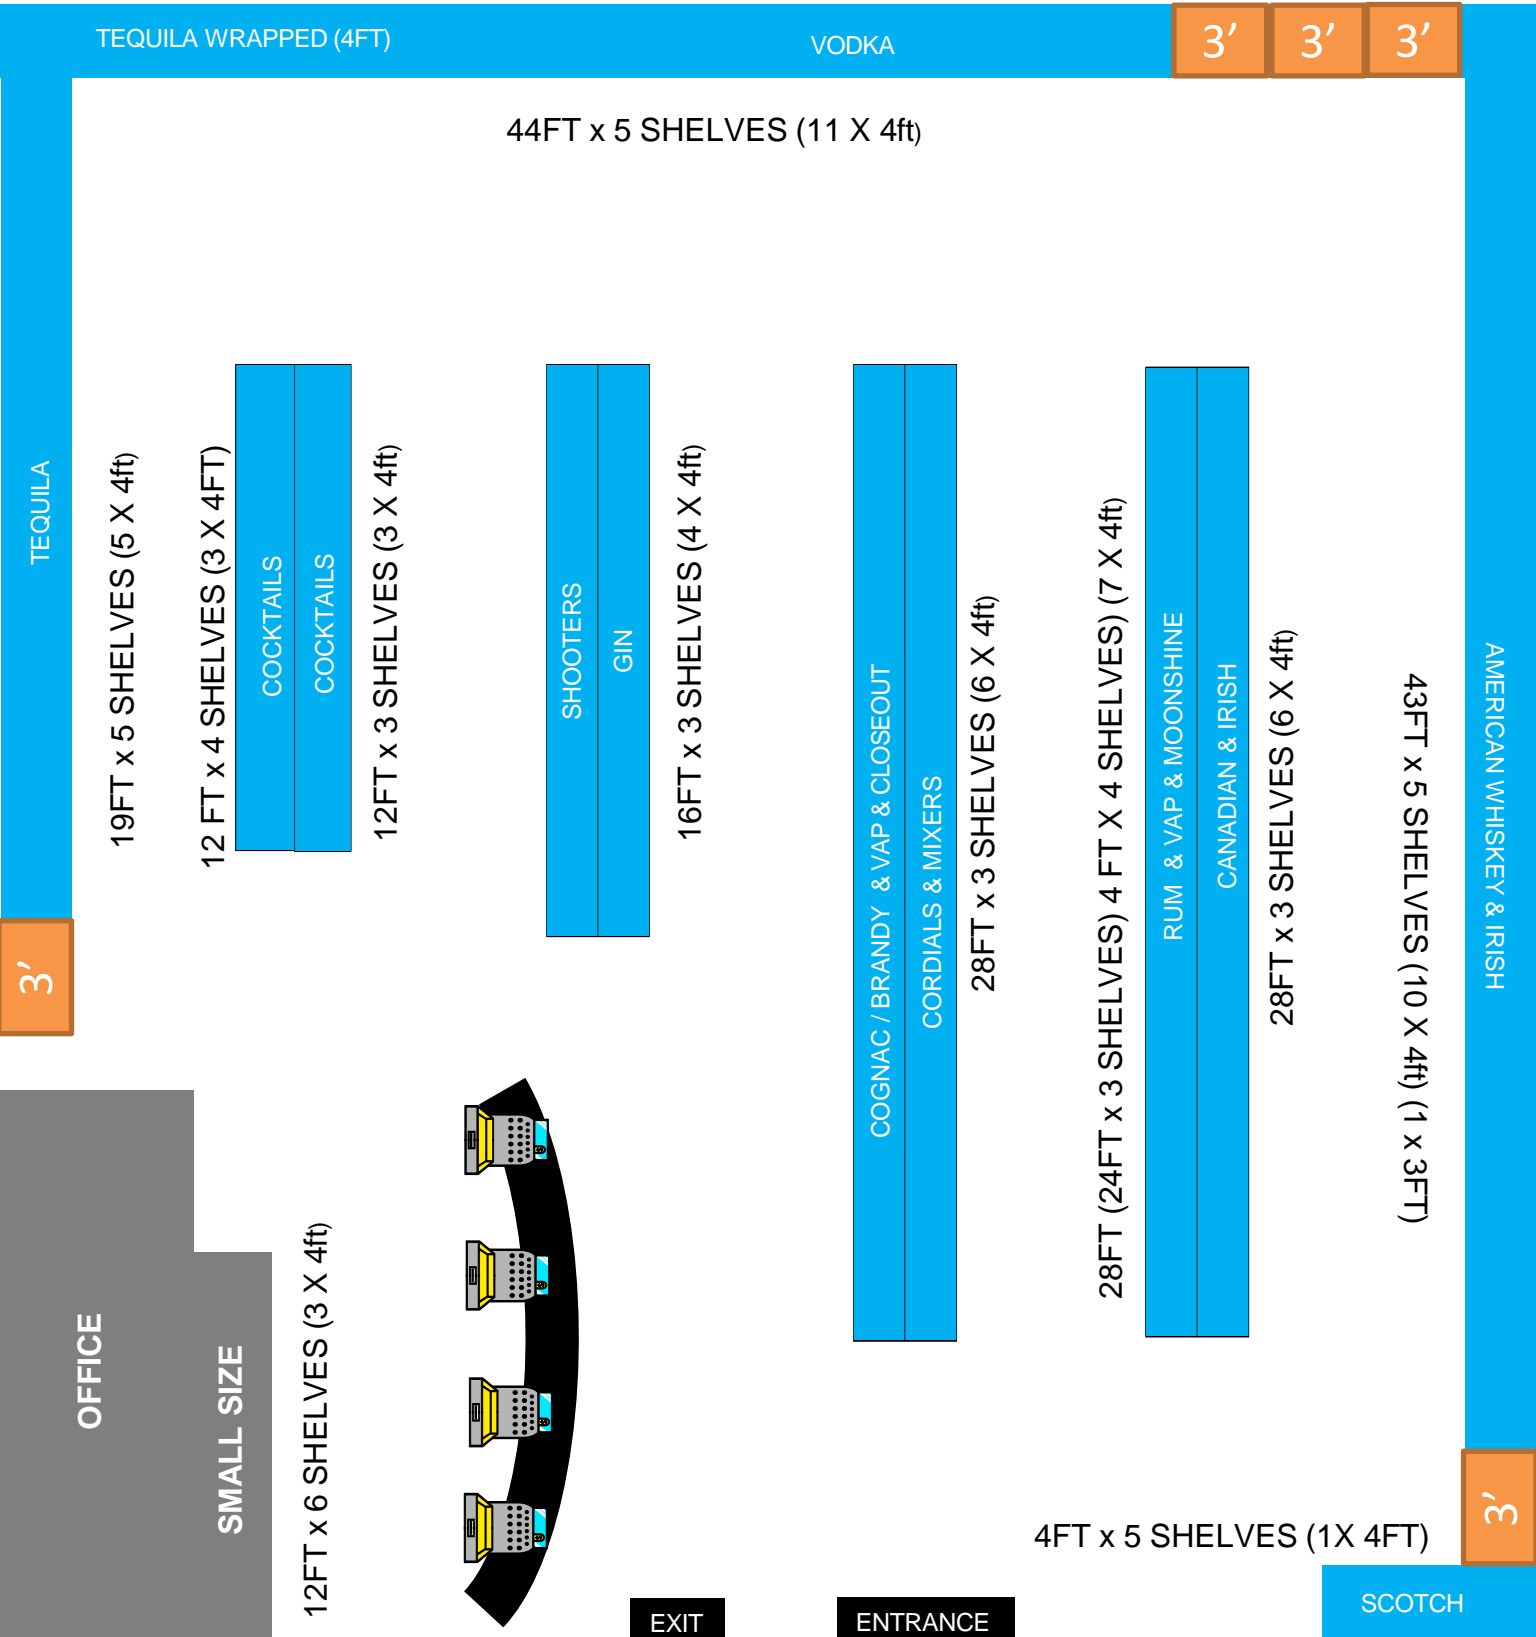 TEQUILA WRAPPED (4FT)
VODKA
3’
3’
3’
44FT x 5 SHELVES (11 X 4ft)
TEQUILA
19FT x 5 SHELVES (5 X 4ft)
12 FT x 4 SHELVES (3 X 4FT)
COCKTAILS
COCKTAILS
12FT x 3 SHELVES (3 X 4ft)
SHOOTERS
GIN
16FT x 3 SHELVES (4 X 4ft)
COGNAC / BRANDY & VAP & CLOSEOUT
CORDIALS & MIXERS
28FT x 3 SHELVES (6 X 4ft)
28FT (24FT x 3 SHELVES) 4 FT X 4 SHELVES) (7 X 4ft)
RUM & VAP & MOONSHINE
CANADIAN & IRISH
28FT x 3 SHELVES (6 X 4ft)
43FT x 5 SHELVES (10 X 4ft) (1 x 3FT)
AMERICAN WHISKEY & IRISH
3’
OFFICE
SMALL SIZE
12FT x 6 SHELVES (3 X 4ft)
3’
4FT x 5 SHELVES (1X 4FT)
SCOTCH
EXIT
ENTRANCE